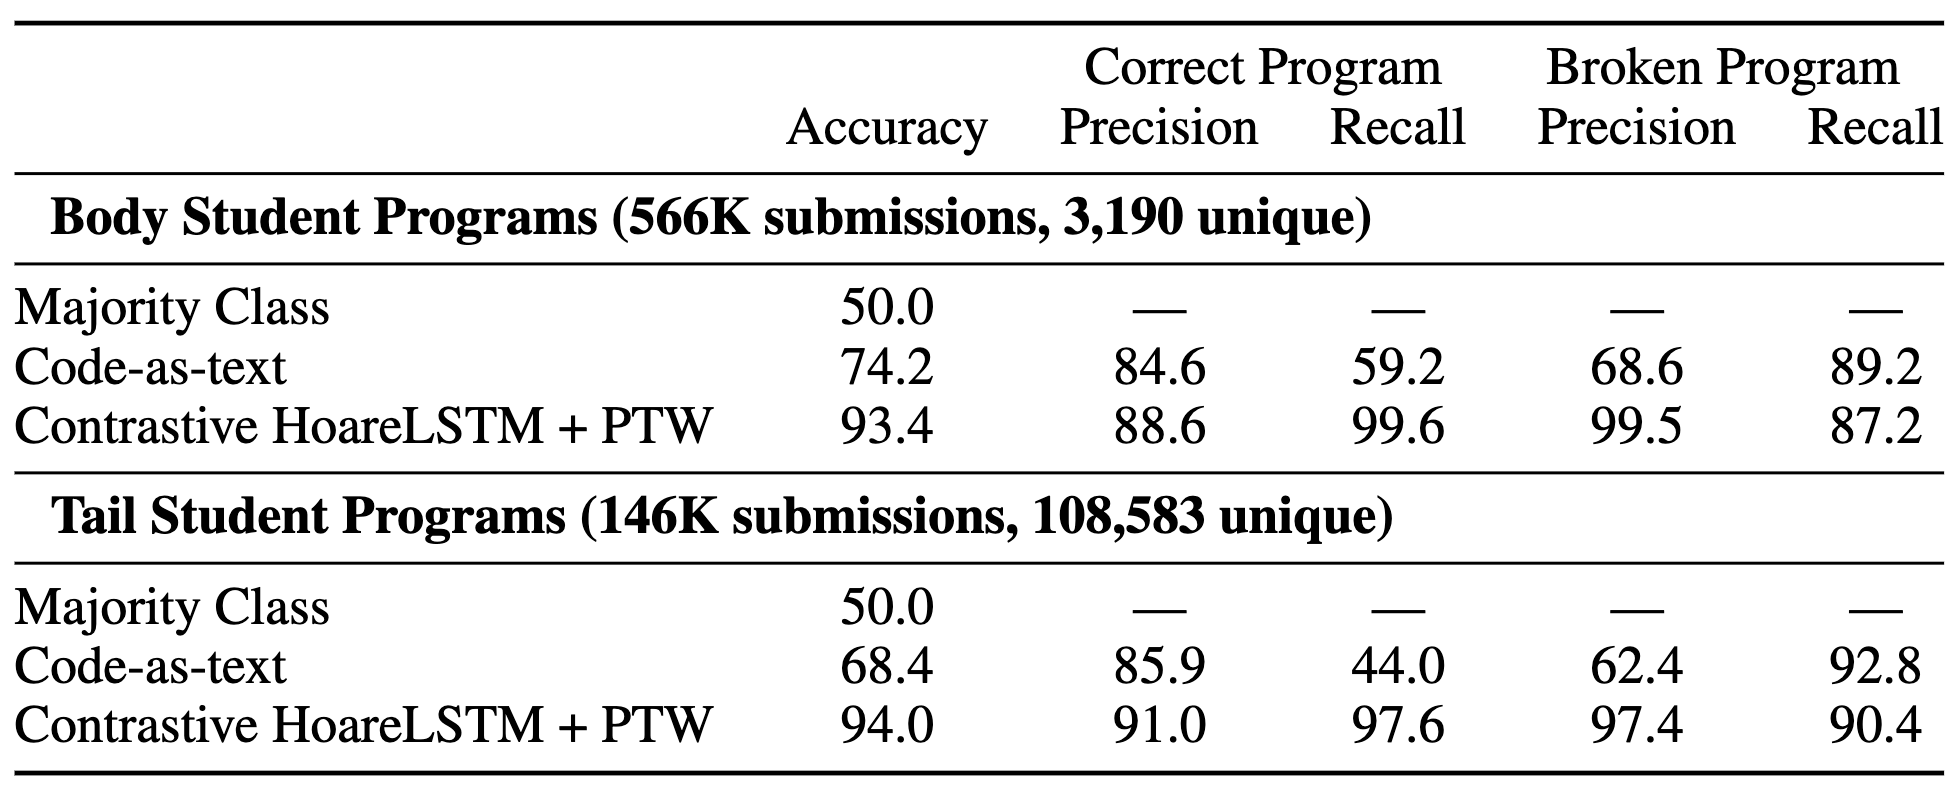 Correct Program Broken Program
Accuracy Precision Recall Precision Recall
Body Student Programs (566K submissions, 3,190 unique)
Majority Class 50.0 — — — —
Code-as-text 74.2 84.6 59.2 68.6 89.2
Contrastive HoareLSTM + PTW 93.4 88.6 99.6 99.5 87.2
Tail Student Programs (146K submissions, 108,583 unique)
Majority Class 50.0 — — — —
Code-as-text 68.4 85.9 44.0 62.4 92.8
Contrastive HoareLSTM + PTW 94.0 91.0 97.6 97.4 90.4